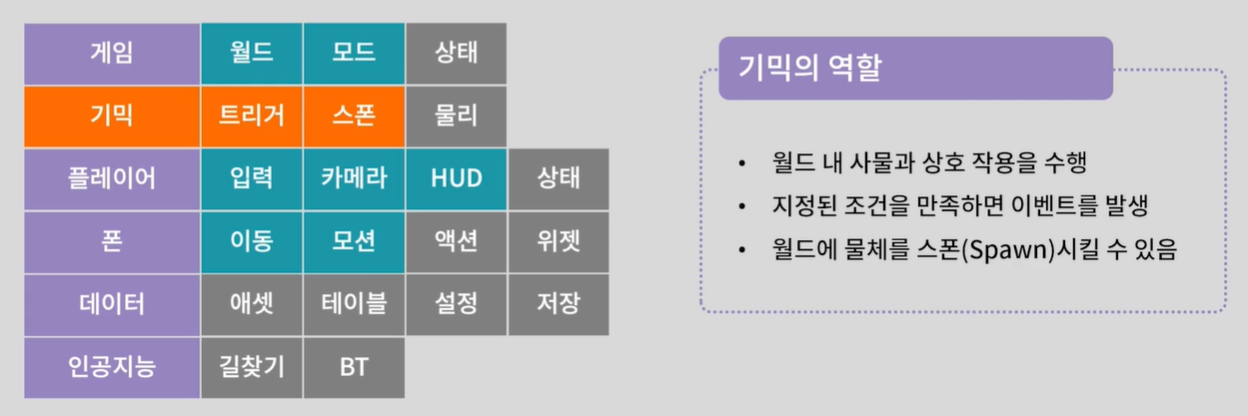 게임 월드 모드 상태
기믹 트리거 스폰 물리
플레이어 입력 카메라 HUD 상태
폰 이동 모션 액션 위젯
데이터 애셋 테이블 설정 저장
인공지능 길찾기 BT
기믹의 역할
• 월드 내 사물과 상호 작용을 수행
• 지정된 조건을 만족하면 이벤트를 발생
• 월드에 물체를 스폰(Spawn)시킬 수 있음